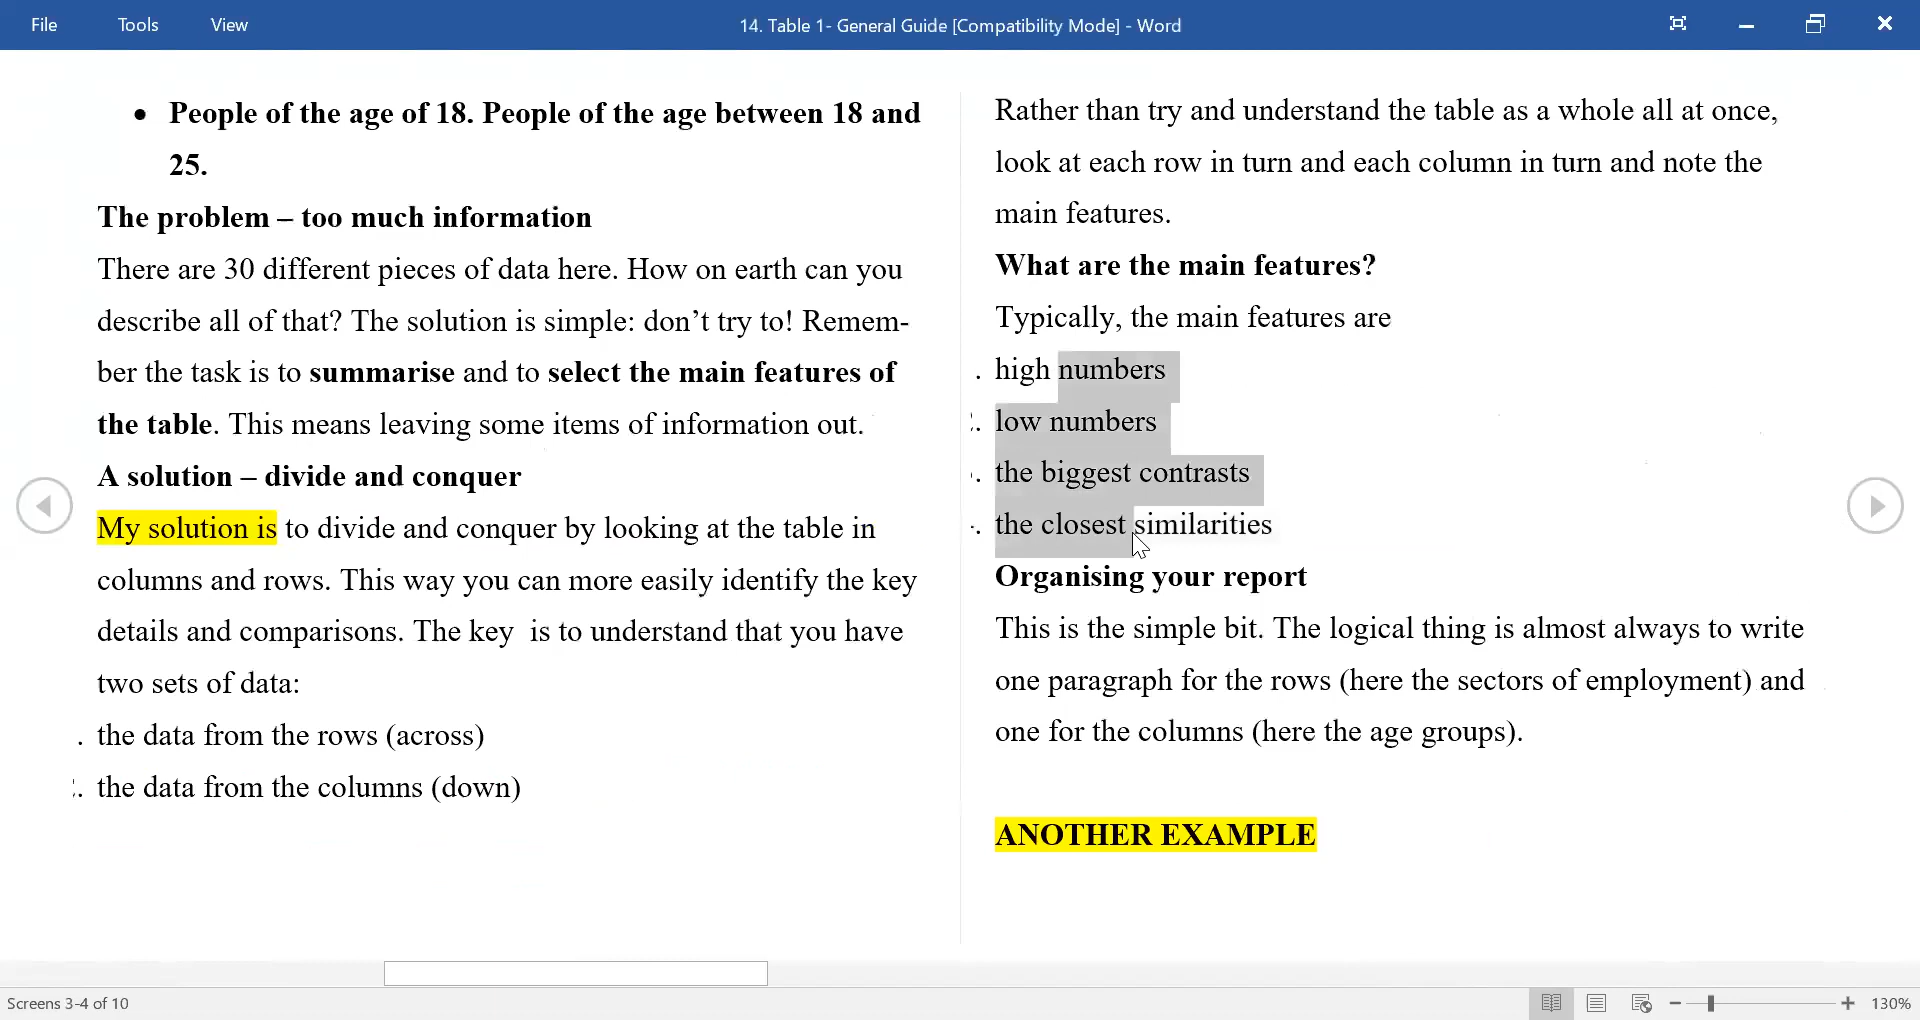 File Tools View 14. Table 1- General Guide [Compatibility Mode] - Word
• People of the age of 18. People of the age between 18 and
25.
The problem – too much information
There are 30 different pieces of data here. How on earth can you
describe all of that? The solution is simple: don’t try to! Remem-
ber the task is to summarise and to select the main features of
the table. This means leaving some items of information out.
A solution – divide and conquer
My solution is to divide and conquer by looking at the table in
columns and rows. This way you can more easily identify the key
details and comparisons. The key is to understand that you have
two sets of data:
. the data from the rows (across)
. the data from the columns (down)
Rather than try and understand the table as a whole all at once,
look at each row in turn and each column in turn and note the
main features.
What are the main features?
Typically, the main features are
. high numbers
. low numbers
. the biggest contrasts
. the closest similarities
Organising your report
This is the simple bit. The logical thing is almost always to write
one paragraph for the rows (here the sectors of employment) and
one for the columns (here the age groups).
ANOTHER EXAMPLE
Screens 3-4 of 10 130%